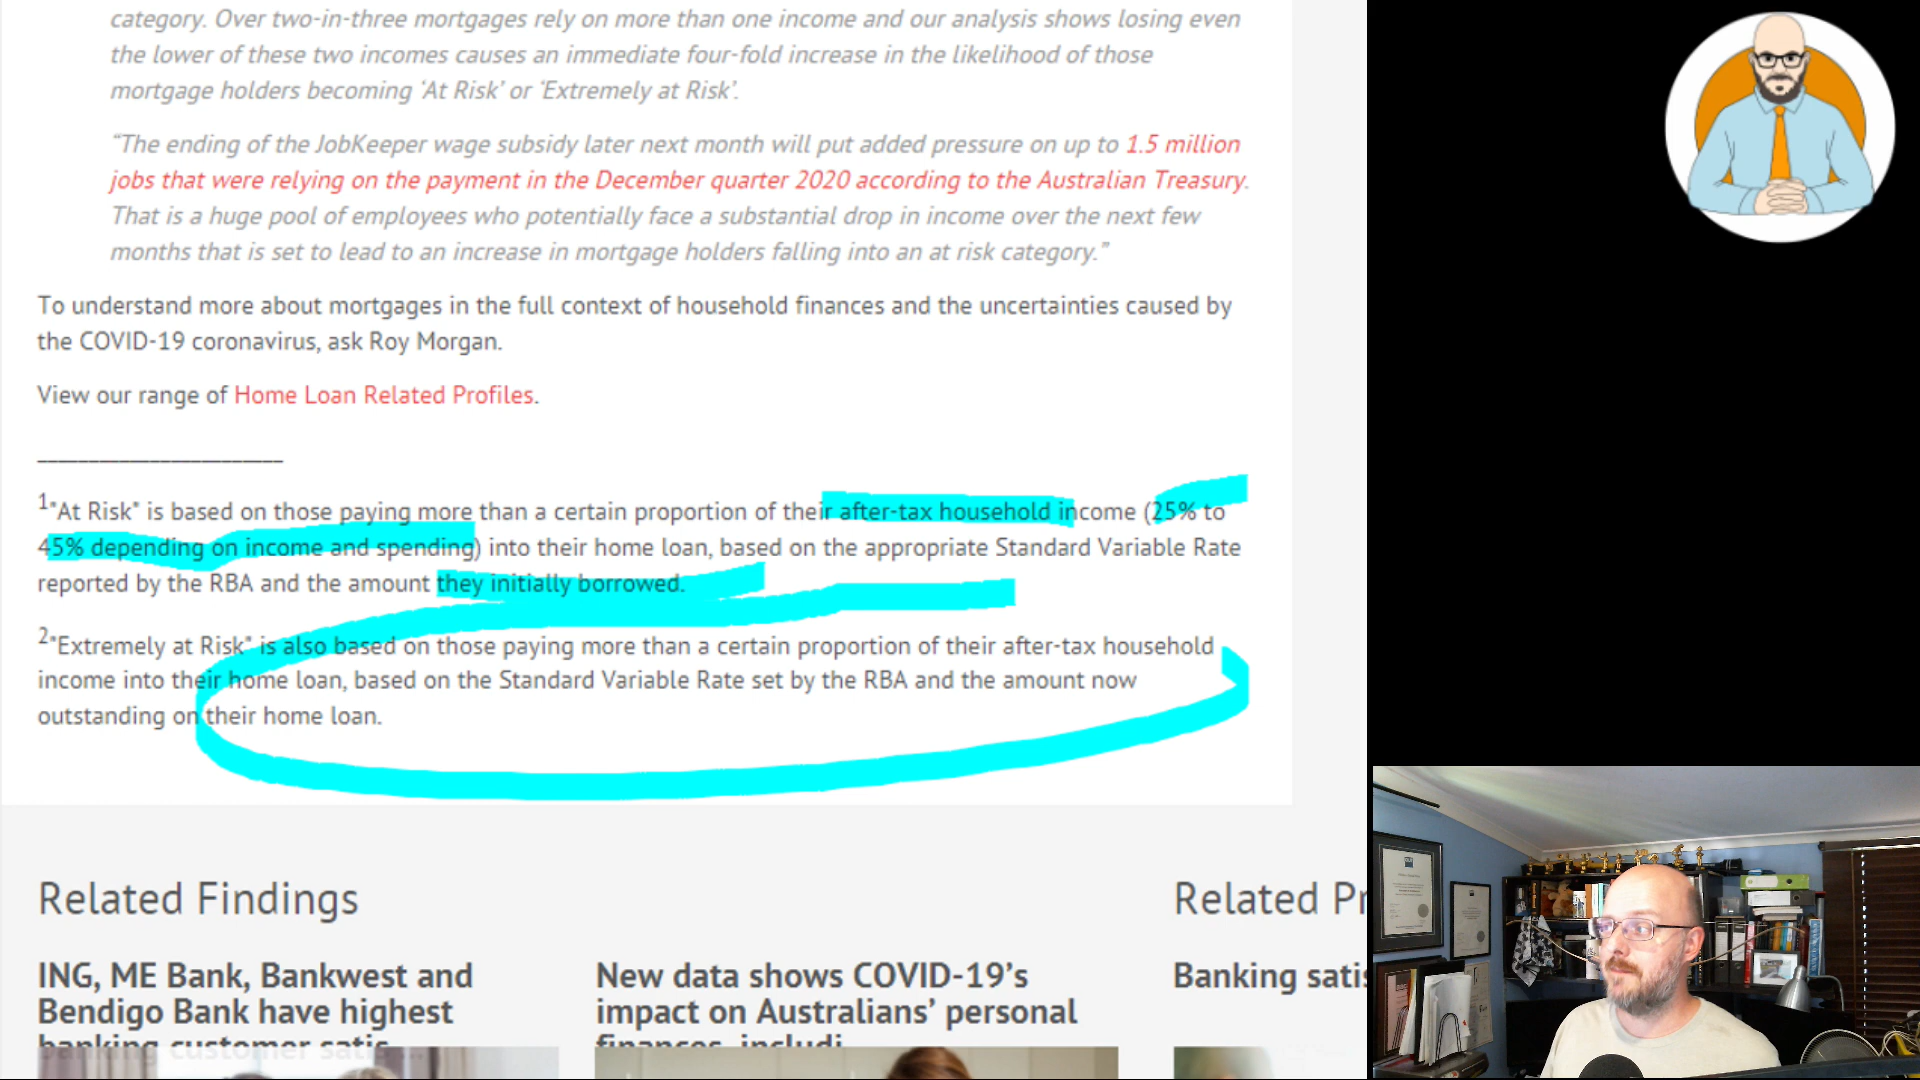 category. Over two-in-three mortgages rely on more than one income and our analysis shows losing even
the lower of these two incomes causes an immediate four-fold increase in the likelihood of those
mortgage holders becoming ‘At Risk’ or ‘Extremely at Risk’.
“The ending of the JobKeeper wage subsidy later next month will put added pressure on up to 1.5 million
jobs that were relying on the payment in the December quarter 2020 according to the Australian Treasury.
That is a huge pool of employees who potentially face a substantial drop in income over the next few
months that is set to lead to an increase in mortgage holders falling into an at risk category.”
To understand more about mortgages in the full context of household finances and the uncertainties caused by
the COVID-19 coronavirus, ask Roy Morgan.
View our range of Home Loan Related Profiles.
1"At Risk" is based on those paying more than a certain proportion of their after-tax household income (25% to
45% depending on income and spending) into their home loan, based on the appropriate Standard Variable Rate
reported by the RBA and the amount they initially borrowed.
2"Extremely at Risk" is also based on those paying more than a certain proportion of their after-tax household
income into their home loan, based on the Standard Variable Rate set by the RBA and the amount now
outstanding on their home loan.
Related Findings
Related Pr
ING, ME Bank, Bankwest and
Bendigo Bank have highest
banking customer satis...
New data shows COVID-19’s
impact on Australians’ personal
finances, includi
Banking satis